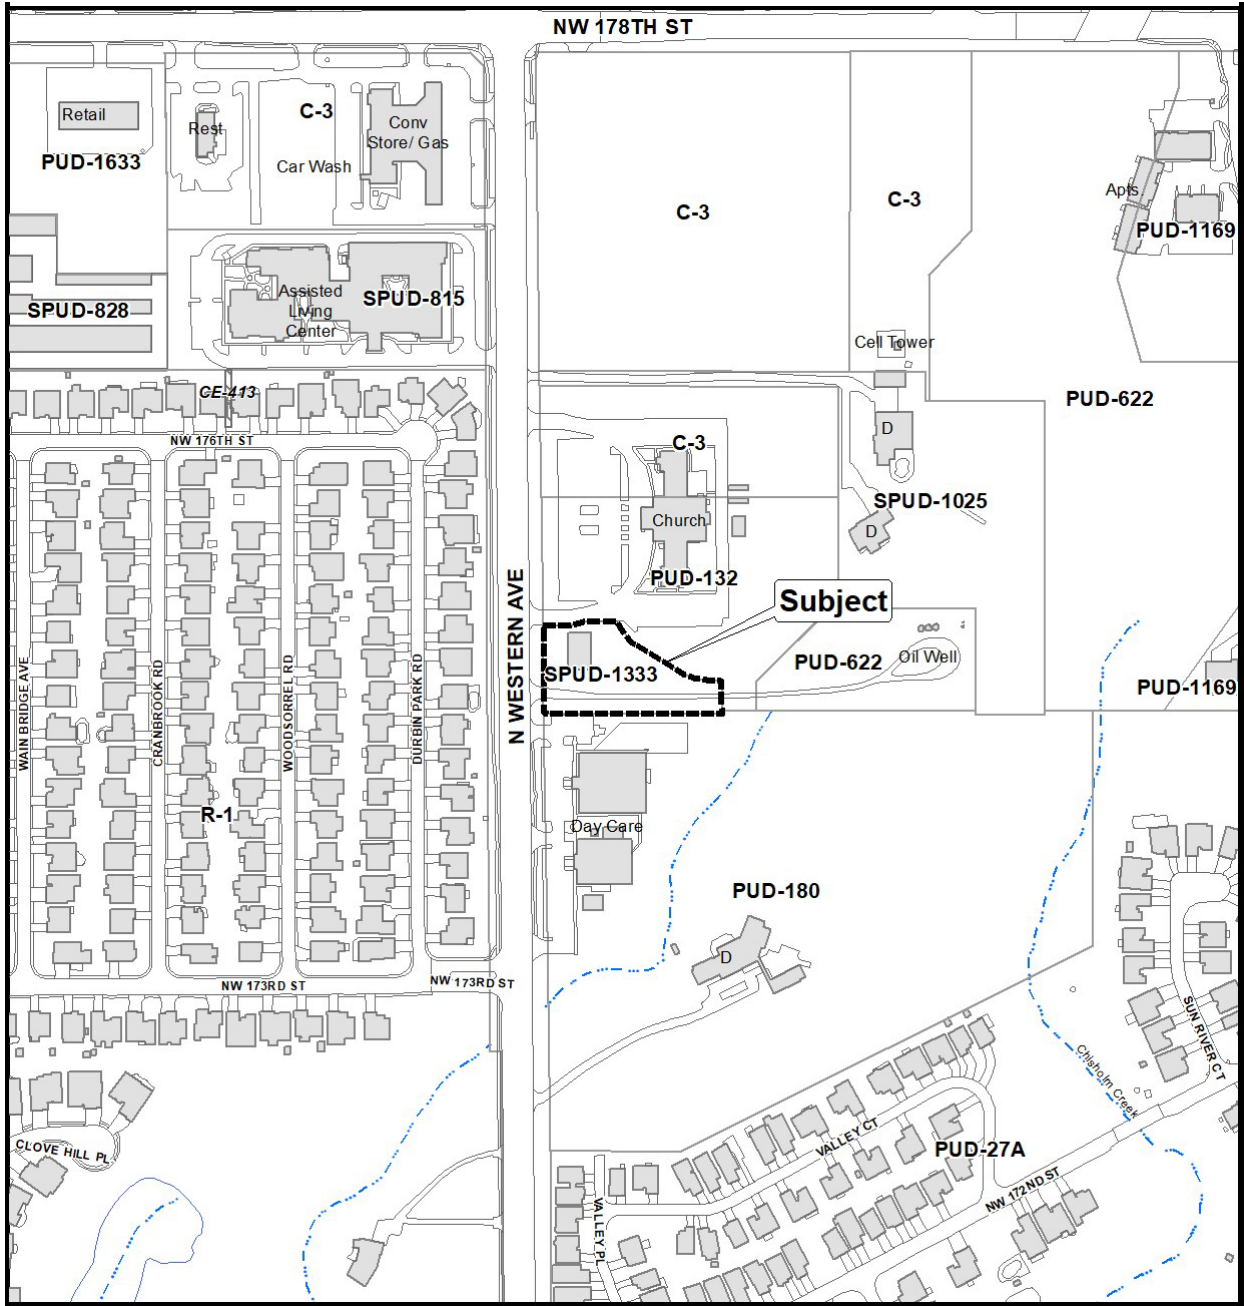 NW 178TH ST
Retail
Rest
C-3
Conv
Store/ Gas
PUD-1633
Car Wash
C-3
C-3
Apts.
PUD-1169
SPUD-828
Assisted
Living
Center
SPUD-815
Cell Tower
CE-413
PUD-622
NW 176TH ST
C-3
D
SPUD-1025
Church
D
PUD-132
N WESTERN AVE
Subject
SPUD-1333
PUD-622
Oil Well
PUD-1169
WAIN BRIDGE AVE
CRANBROOK RD
WOODSORREL RD
DURBIN PARK RD
R-1
Day Care
PUD-180
D
NW 173RD ST
NW 173RD ST
SUN RIVER CT
Chisholm Creek
CLOVE HILL PL
VALLEY CT
PUD-27A
NW 172ND ST
VALLEY PL